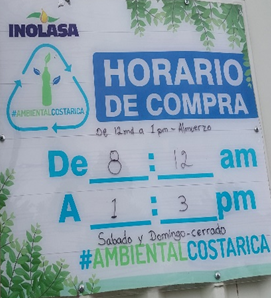 INOLASA
#AMBIENTALCOSTARICA
HORARIO
DE COMPRA
De 12md a 1pm - Almuerzo
De 8 : 12 am
A 1 : 3 pm
Sabado y Domingo-cerrado
#AMBIENTALCOSTARICA